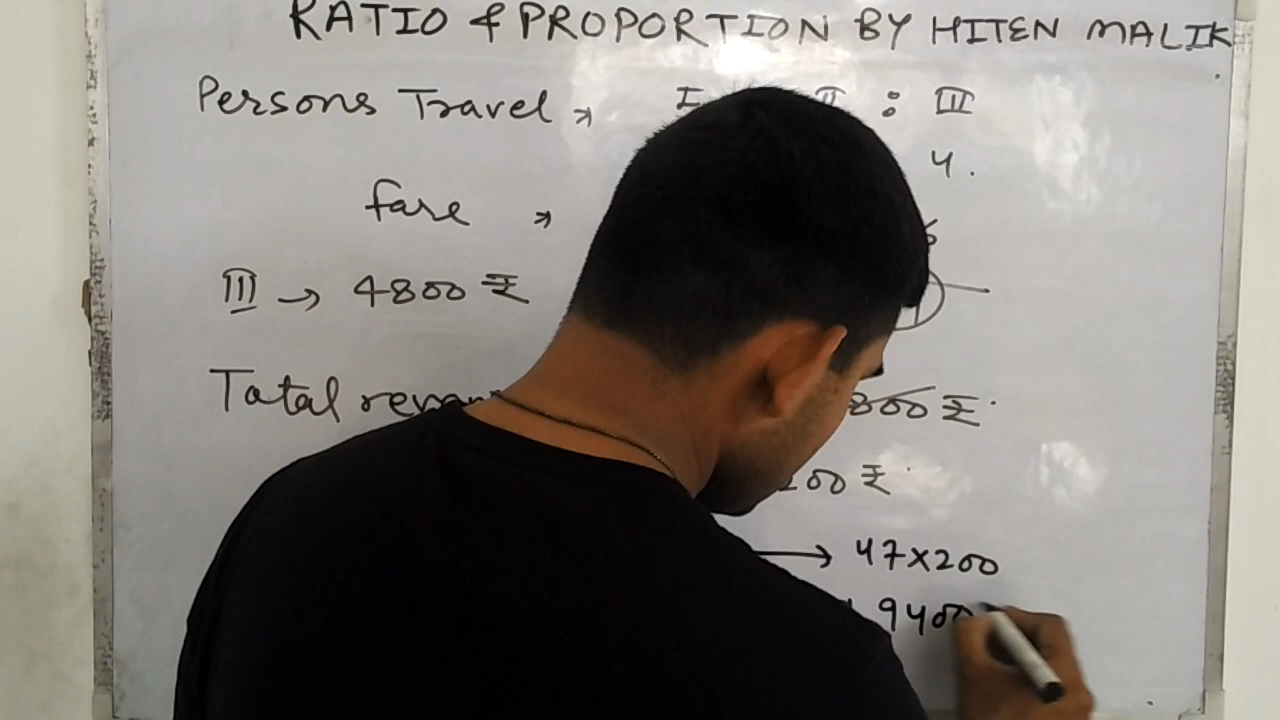 RATIO & PROPORTION BY HITEN MALIK
Persons Travel → I II : III
4.
fare →
III → 4800 ₹
Total 800 ₹.
200 ₹.
→ 47×200
9400